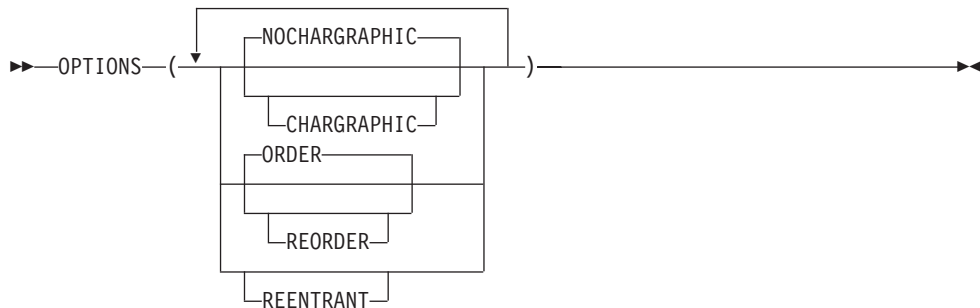 NOCHARGRAPHIC
OPTIONS ( )
CHARGRAPHIC
ORDER
REORDER
REENTRANT